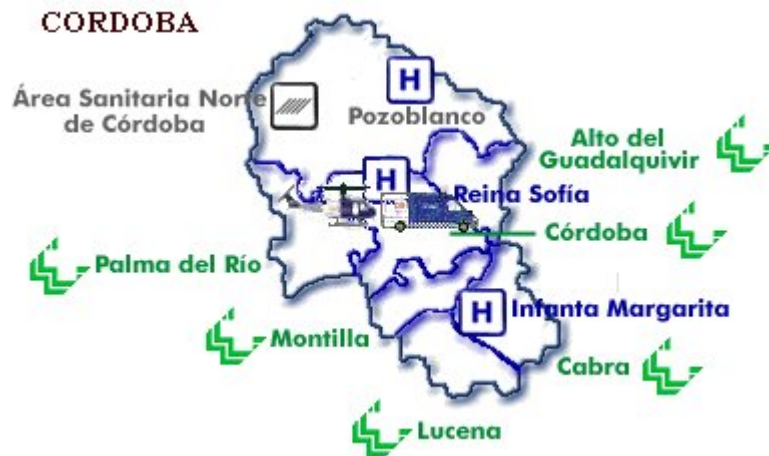 CORDOBA
H
Área Sanitaria Norte
de Córdoba
Pozoblanco
Alto del
Guadalquivir
H
Reina Sofía
Córdoba
Palma del Río
H
Infanta Margarita
Montilla
Cabra
Lucena